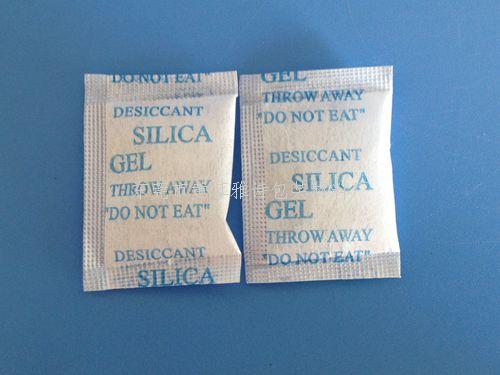 DO NOT EAT"
DESICCANT
SILICA
GEL
THROW AWAY
"DO NOT EAT"
DESICCANT
SILICA
GEL
THROW AWAY
"DO NOT EAT"
DESICCANT
SILICA
GEL
THROW AWAY
"DO NOT EAT"